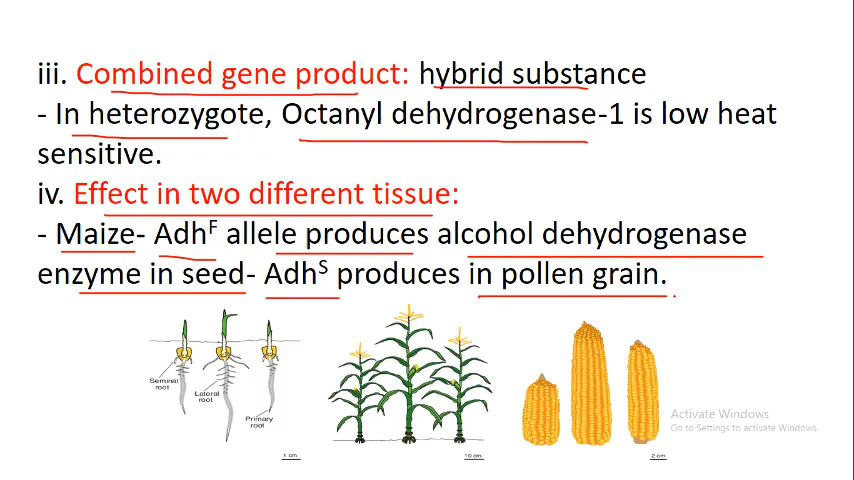 iii. Combined gene product: hybrid substance
- In heterozygote, Octanyl dehydrogenase-1 is low heat
sensitive.
iv. Effect in two different tissue:
- Maize- Adhᶠ allele produces alcohol dehydrogenase
enzyme in seed- Adhˢ produces in pollen grain.
Seminal
root
Lateral
root
Primary
root
1 cm
10 cm
2 cm
Activate Windows
Go to Settings to activate Windows.